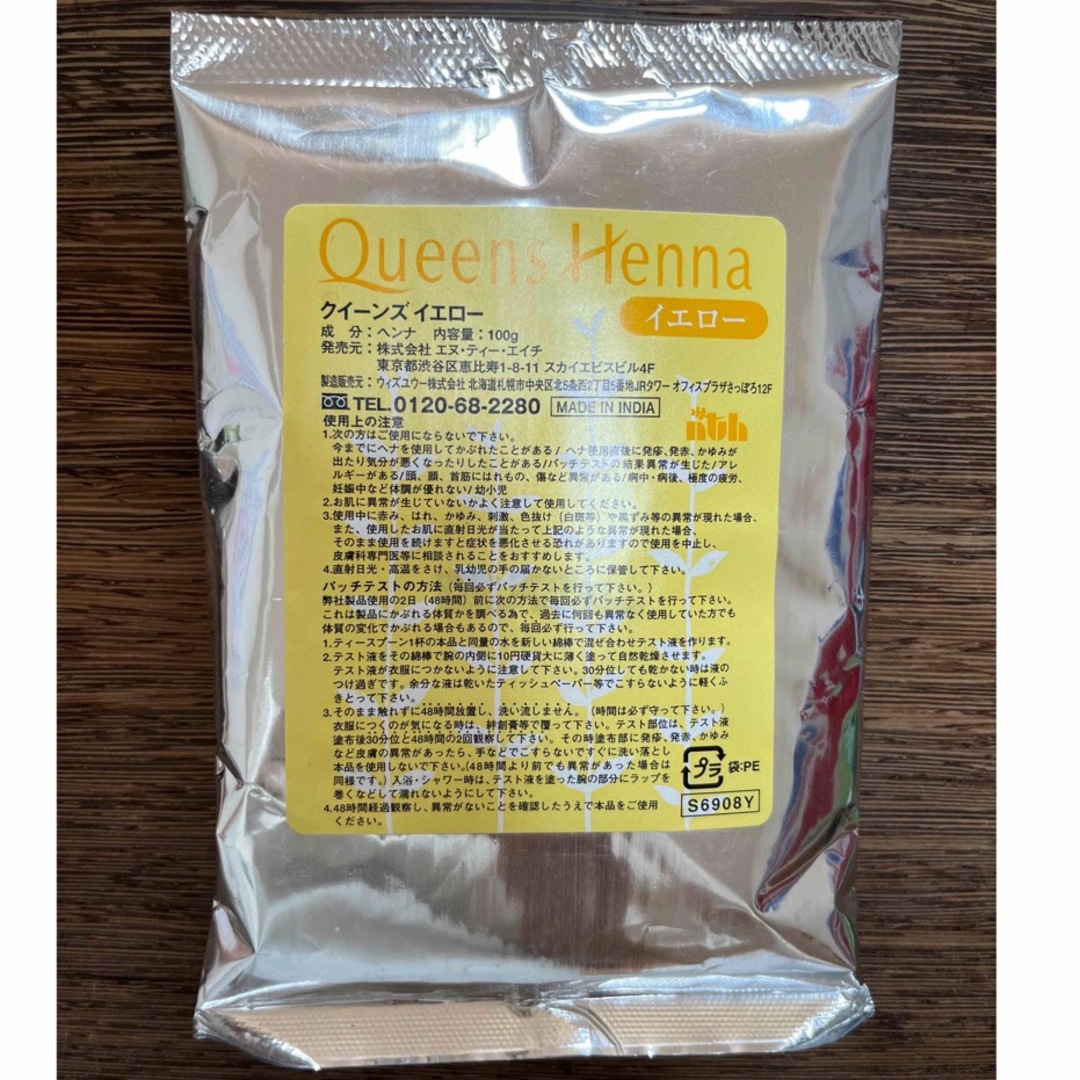 Queens Henna
クイーンズ イエロー
イエロー
成　分：ヘンナ　内容量：100g
発売元：株式会社 エヌ・ティー・エイチ
東京都渋谷区恵比寿1-8-11 スカイエビスビル4F
製造販売元：ウィズユウー株式会社 北海道札幌市中央区北5条西2丁目5番地JRタワー オフィスプラザさっぽろ12F
TEL.0120-68-2280 MADE IN INDIA
nth
使用上の注意
1.次の方はご使用にならないで下さい。
今までにヘナを使用してかぶれたことがある/ ヘナ使用直後に発疹、発赤、かゆみが
出たり気分が悪くなったりしたことがある/パッチテストの結果異常が生じた/アレ
ルギーがある/頭、顔、首筋にはれもの、傷など異常がある/病中・病後、極度の疲労、
妊娠中など体調が優れない/幼小児
2.お肌に異常が生じていないかよく注意して使用してください。
3.使用中に赤み、はれ、かゆみ、刺激、色抜け（白斑等）や黒ずみ等の異常が現れた場合、
また、使用したお肌に直射日光が当たって上記のような異常が現れた場合、
そのまま使用を続けますと症状を悪化させる恐れがありますので使用を中止し、
皮膚科専門医等に相談されることをおすすめします。
4.直射日光・高温をさけ、乳幼児の手の届かないところに保管して下さい。
パッチテストの方法（毎回必ずパッチテストを行って下さい。）
弊社製品使用の2日（48時間）前に次の方法で毎回必ずパッチテストを行って下さい。
これは製品にかぶれる体質かを調べる為で、過去に何回も異常なく使用していた方でも
体質の変化でかぶれる場合もあるので、毎回必ず行って下さい。
1.ティースプーン1杯の本品と同量の水を新しい綿棒で混ぜ合わせテスト液を作ります。
2.テスト液をその綿棒で腕の内側に10円硬貨大に薄く塗って自然乾燥させます。
テスト液が衣服につかないように注意して下さい。30分位しても乾かない時は液の
つけ過ぎです。余分な液は乾いたティッシュペーパー等でこすらないように軽くふ
きとって下さい。
3.そのまま触れずに48時間放置し、洗い流しません。（時間は必ず守って下さい。）
衣服につくのが気になる時は、絆創膏等で覆って下さい。テスト部位は、テスト液
塗布後30分位と48時間の2回観察して下さい。その時塗布部に発疹、発赤、かゆみ
など皮膚の異常があったら、手などでこすらないですぐに洗い落とし
本品を使用しないで下さい。(48時間より前でも異常があった場合は
同様です。）入浴・シャワー時は、テスト液を塗った腕の部分にラップを
巻くなどして濡れないようにして下さい。
4.48時間経過観察し、異常がないことを確認したうえで本品をご使用
ください。
プラ 袋:PE
S6908Y